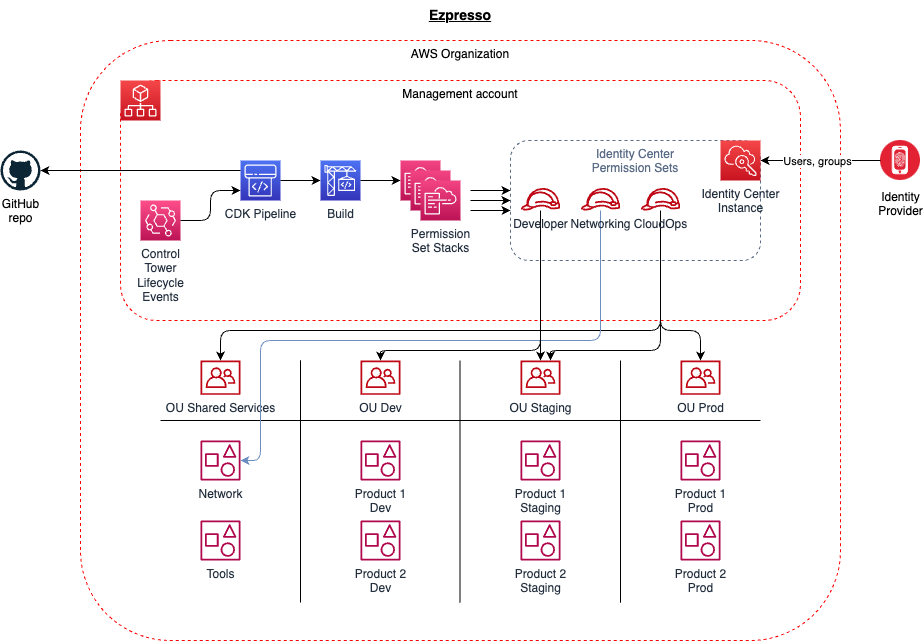 Ezpresso
AWS Organization
Management account
GitHub
repo
Control
Tower
Lifecycle
Events
CDK Pipeline
Build
Permission
Set Stacks
Identity Center
Permission Sets
Developer
Networking
CloudOps
Identity Center
Instance
Users, groups
Identity
Provider
OU Shared Services
OU Dev
OU Staging
OU Prod
Network
Product 1
Dev
Product 1
Staging
Product 1
Prod
Tools
Product 2
Dev
Product 2
Staging
Product 2
Prod